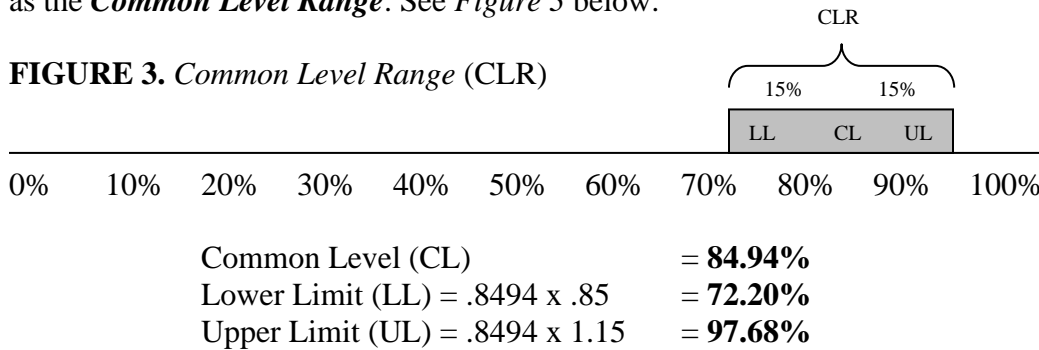 as the Common Level Range. See Figure 3 below.
CLR
FIGURE 3. Common Level Range (CLR)
15% 15%
LL CL UL
0% 10% 20% 30% 40% 50% 60% 70% 80% 90% 100%
Common Level (CL) = 84.94%
Lower Limit (LL) = .8494 x .85 = 72.20%
Upper Limit (UL) = .8494 x 1.15 = 97.68%